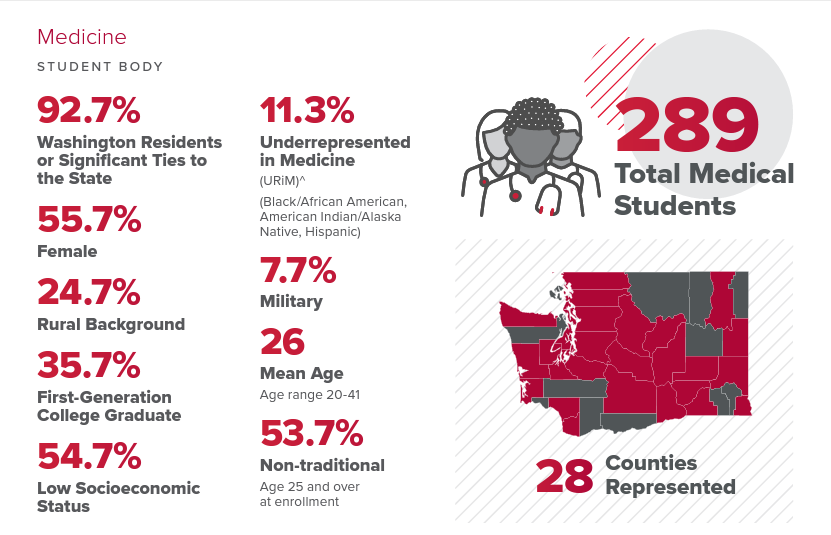 Medicine
STUDENT BODY
92.7%
Washington Residents
or Significant Ties to
the State
55.7%
Female
24.7%
Rural Background
35.7%
First-Generation
College Graduate
54.7%
Low Socioeconomic
Status
11.3%
Underrepresented
in Medicine
(URiM)^
(Black/African American,
American Indian/Alaska
Native, Hispanic)
7.7%
Military
26
Mean Age
Age range 20-41
53.7%
Non-traditional
Age 25 and over
at enrollment
289
Total Medical
Students
28 Counties
Represented